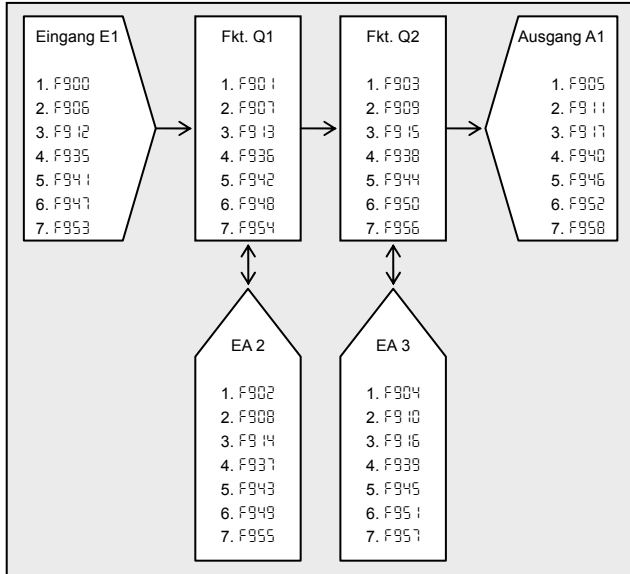 Eingang E1
1. F900
2. F906
3. F912
4. F935
5. F941
6. F947
7. F953
Fkt. Q1
1. F901
2. F907
3. F913
4. F936
5. F942
6. F948
7. F954
Fkt. Q2
1. F903
2. F909
3. F915
4. F938
5. F944
6. F950
7. F956
Ausgang A1
1. F905
2. F911
3. F917
4. F940
5. F946
6. F952
7. F958
EA 2
1. F902
2. F908
3. F914
4. F937
5. F943
6. F949
7. F955
EA 3
1. F904
2. F910
3. F916
4. F939
5. F945
6. F951
7. F957